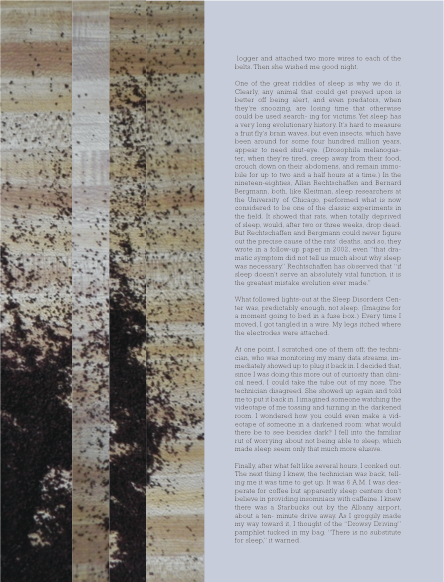 logger and attached two more wires to each of the
belts. Then she wished me good night.
One of the great riddles of sleep is why we do it.
Clearly, any animal that could get preyed upon is
better off being alert, and even predators, when
they're snoozing, are losing time that otherwise
could be used search- ing for victims. Yet sleep has
a very long evolutionary history. It's hard to measure
a fruit fly's brain waves, but even insects, which have
been around for some four hundred million years,
appear to need shut-eye. (Drosophila melanogas-
ter, when they're tired, creep away from their food,
crouch down on their abdomens, and remain immo-
bile for up to two and a half hours at a time.) In the
nineteen-eighties, Allan Rechtschaffen and Bernard
Bergmann, both, like Kleitman, sleep researchers at
the University of Chicago, performed what is now
considered to be one of the classic experiments in
the field. It showed that rats, when totally deprived
of sleep, would, after two or three weeks, drop dead.
But Rechtschaffen and Bergmann could never figure
out the precise cause of the rats' deaths, and so, they
wrote in a follow-up paper in 2002, even "that dra-
matic symptom did not tell us much about why sleep
was necessary." Rechtschaffen has observed that "if
sleep doesn't serve an absolutely vital function, it is
the greatest mistake evolution ever made."
What followed lights-out at the Sleep Disorders Cen-
ter was, predictably enough, not sleep. (Imagine for
a moment going to bed in a fuse box.) Every time I
moved, I got tangled in a wire. My legs itched where
the electrodes were attached.
At one point, I scratched one of them off; the techni-
cian, who was monitoring my many data streams, im-
mediately showed up to plug it back in. I decided that,
since I was doing this more out of curiosity than clini-
cal need, I could take the tube out of my nose. The
technician disagreed. She showed up again and told
me to put it back in. I imagined someone watching the
videotape of me tossing and turning in the darkened
room. I wondered how you could even make a vid-
eotape of someone in a darkened room: what would
there be to see besides dark? I fell into the familiar
rut of worrying about not being able to sleep, which
made sleep seem only that much more elusive.
Finally, after what felt like several hours, I conked out.
The next thing I knew, the technician was back, tell-
ing me it was time to get up. It was 6 A.M. I was des-
perate for coffee but apparently sleep centers don't
believe in providing insomniacs with caffeine. I knew
there was a Starbucks out by the Albany airport,
about a ten- minute drive away. As I groggily made
my way toward it, I thought of the "Drowsy Driving"
pamphlet tucked in my bag. "There is no substitute
for sleep," it warned.